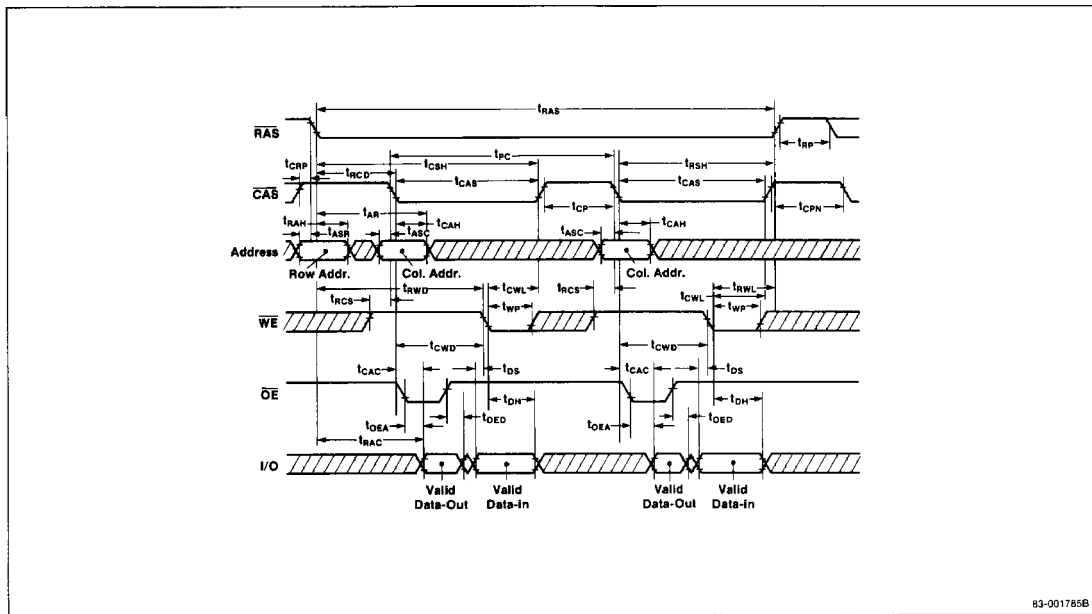 tRAS
RAS
tRP
tPC
tCRP
tCSH
tRSH
tRCD
CAS
tCAS
tCAS
tCP
tCPN
tAR
tRAH
tCAH
tCAH
tASR
tASC
tASC
Address
Row Addr.
Col. Addr.
Col. Addr.
tRWD
tCWL
tRWL
tRCS
tRCS
tCWL
tWP
tWP
WE
tCWD
tCWD
tCAC
tDS
tCAC
tDS
OE
tDH
tDH
tOED
tOED
tOEA
tOEA
tRAC
I/O
Valid
Data-Out
Valid
Data-in
Valid
Data-Out
Valid
Data-in
83-001785B